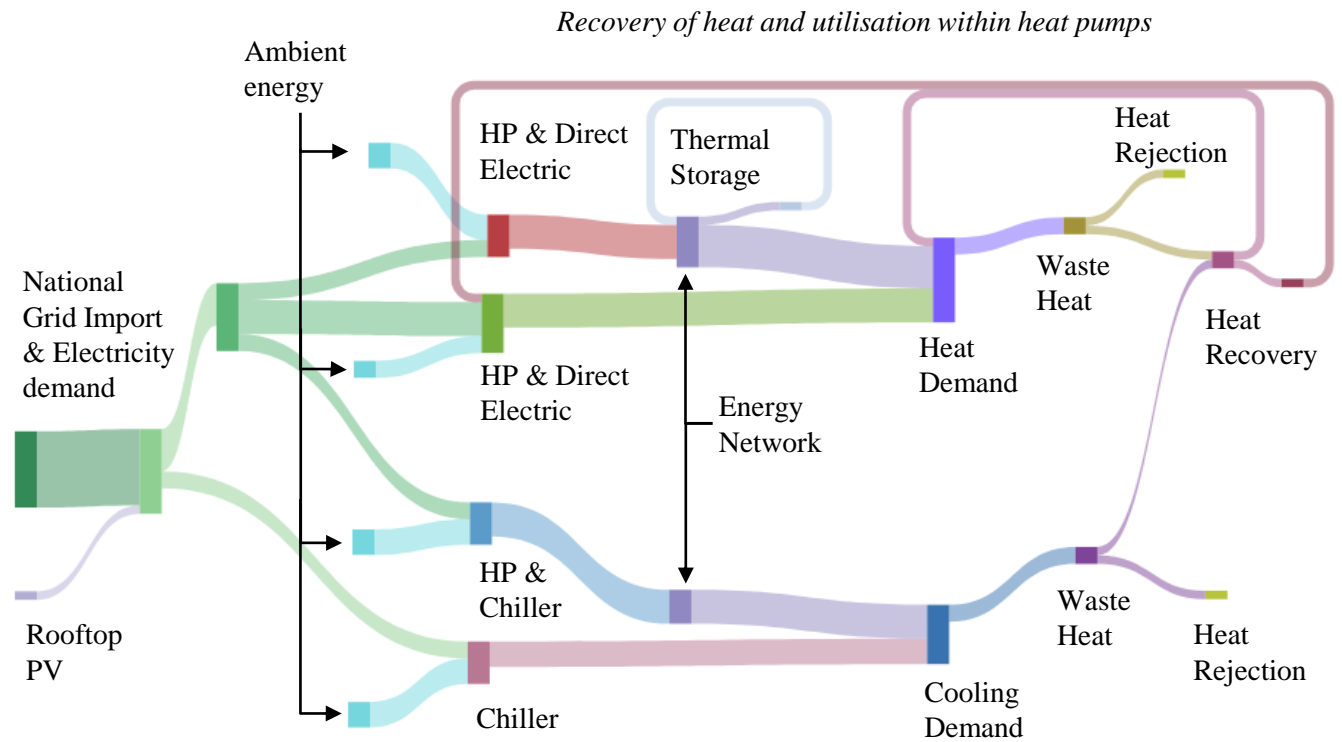 Recovery of heat and utilisation within heat pumps
Ambient
energy
HP & Direct
Electric
Thermal
Storage
Heat
Rejection
National
Grid Import
& Electricity
demand
Waste
Heat
Heat
Recovery
Heat
Demand
HP & Direct
Electric
Energy
Network
HP &
Chiller
Rooftop
PV
Waste
Heat
Heat
Rejection
Cooling
Demand
Chiller